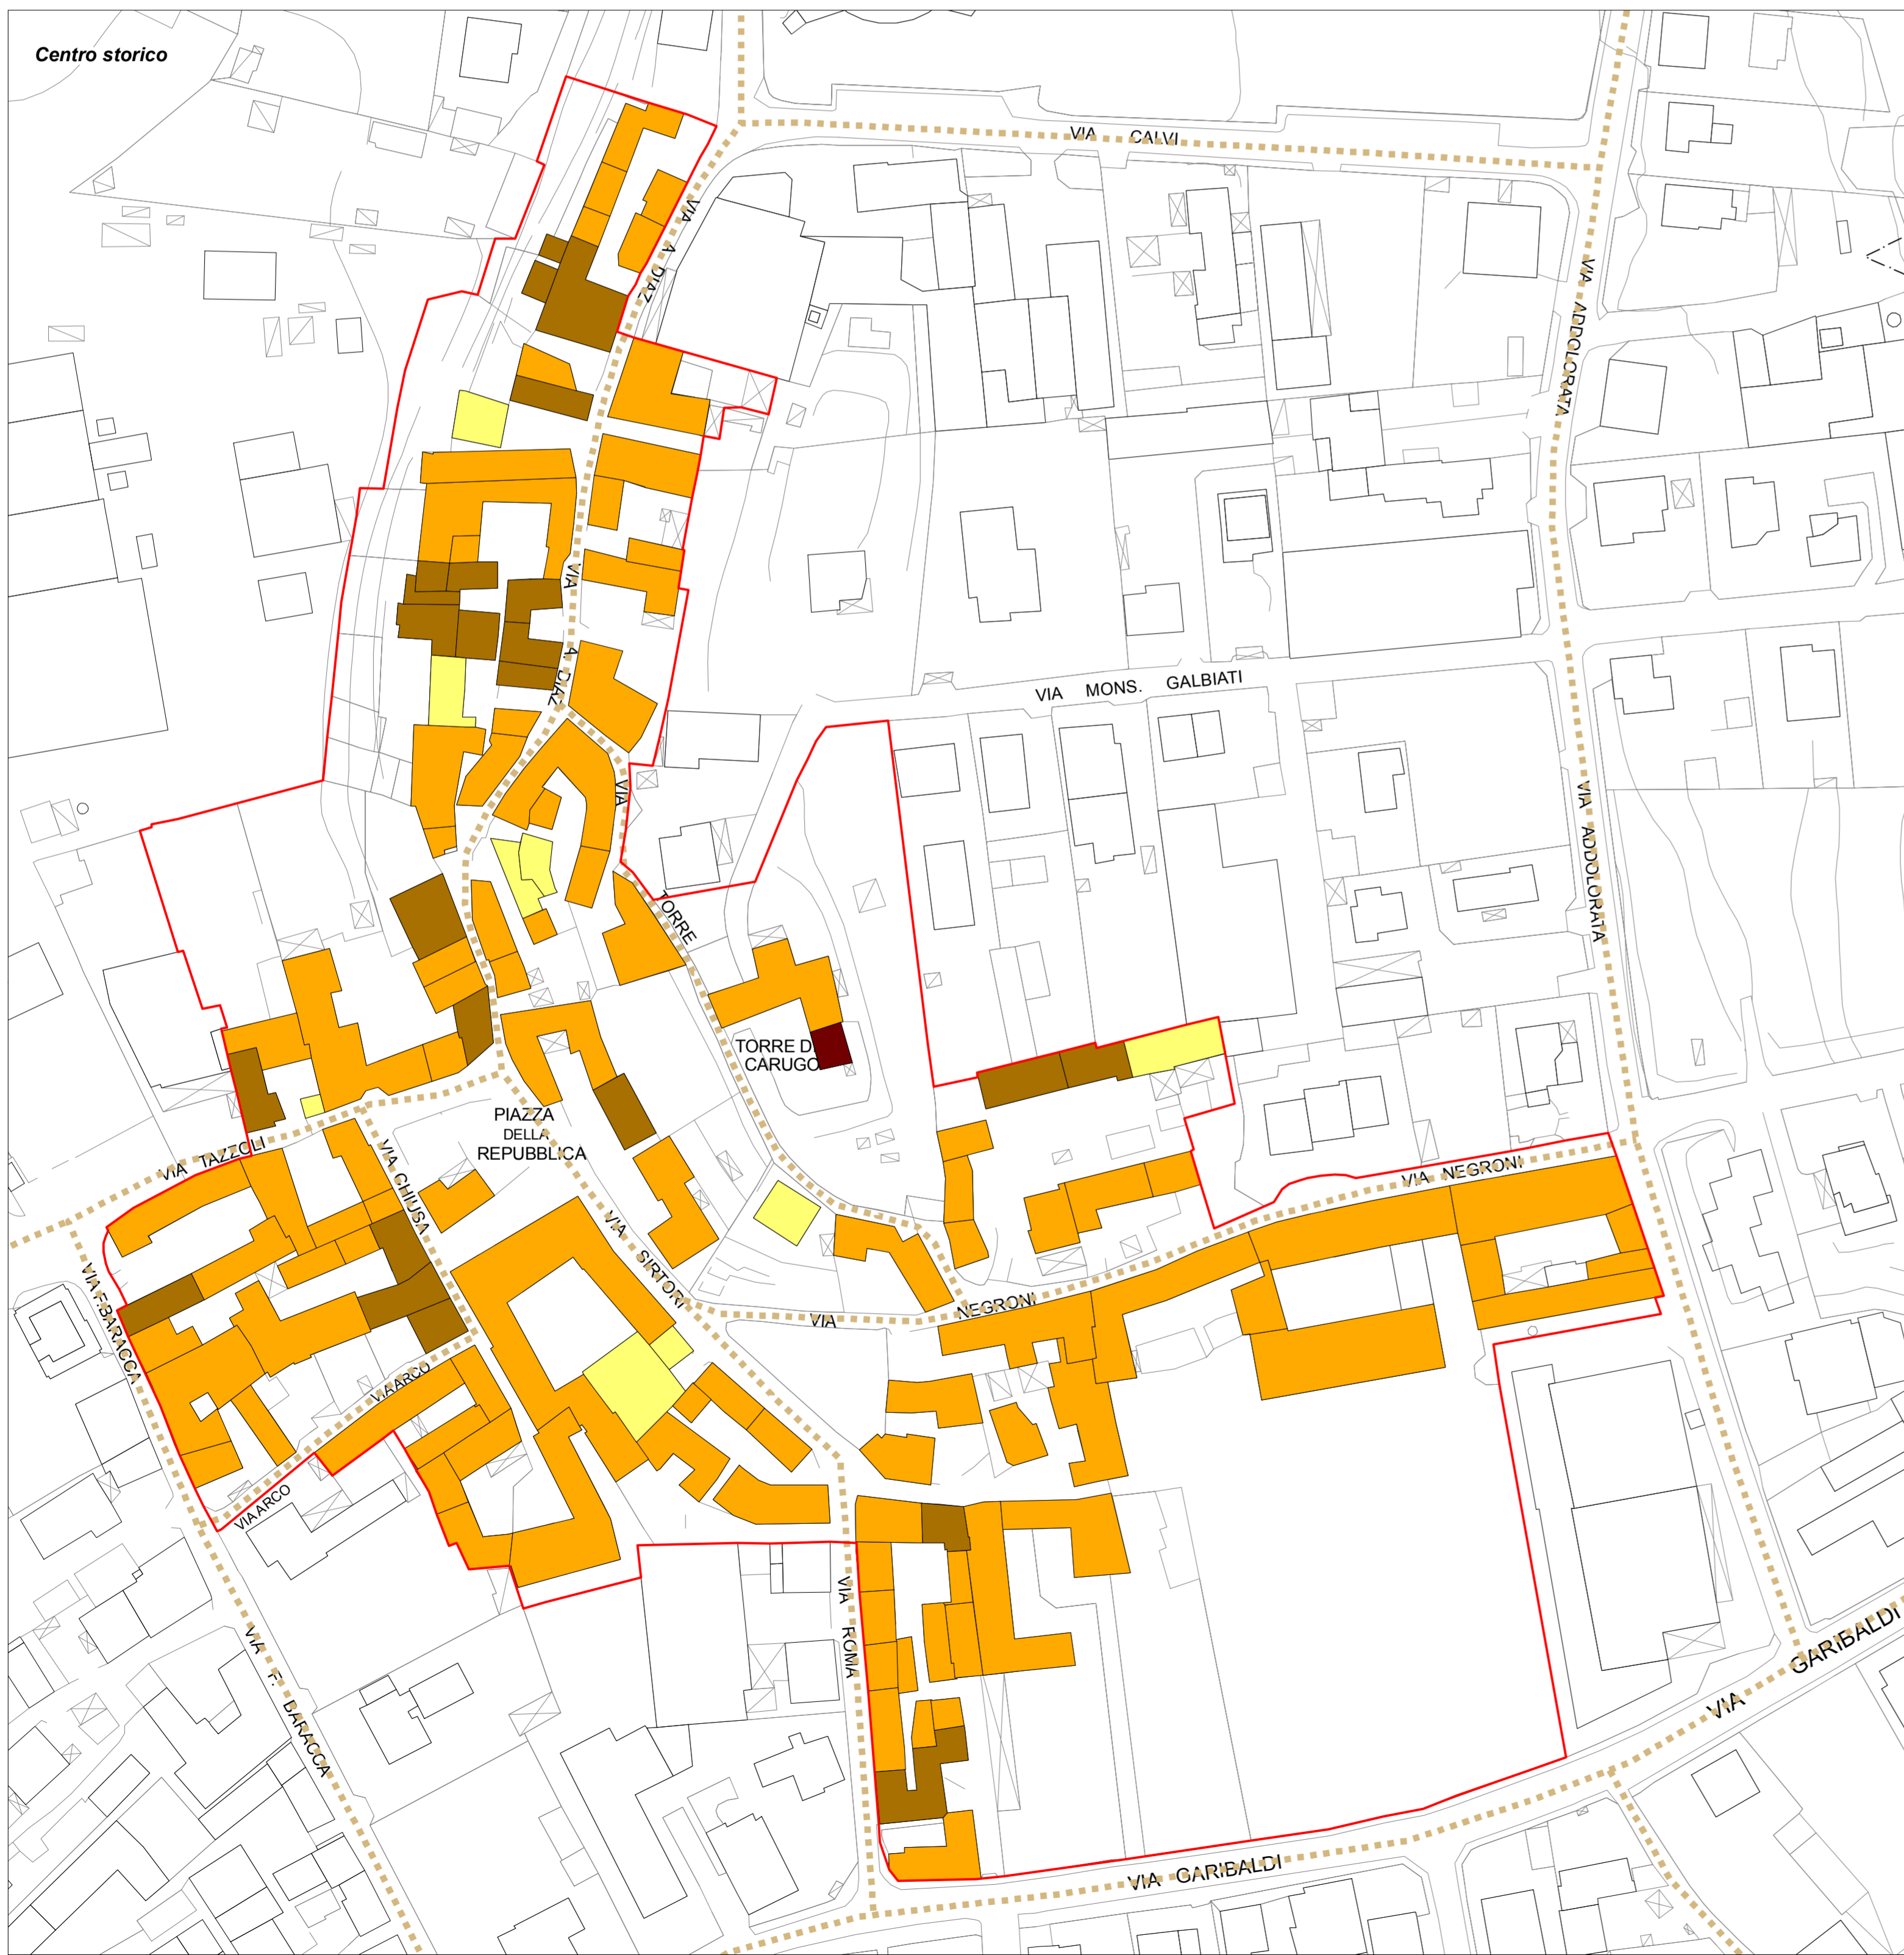 Centro storico
VIA CALVI
VIA A DIAZ
VIA ADDOLORATA
VIA A. DIAZ
VIA MONS. GALBIATI
VIA TORRE
VIA ADDOLORATA
TORRE D
CARUGO
PIAZZA
DELLA
REPUBBLICA
VIA TAZZOLI
VIA CHIUSA
VIA NEGRONI
VIA SIRTORI
VIA F.BARACCA
VIA NEGRONI
VIA ARCO
VIA ARCO
VIA ROMA
VIA F. BARACCA
VIA GARIBALDI
VIA GARIBALDI